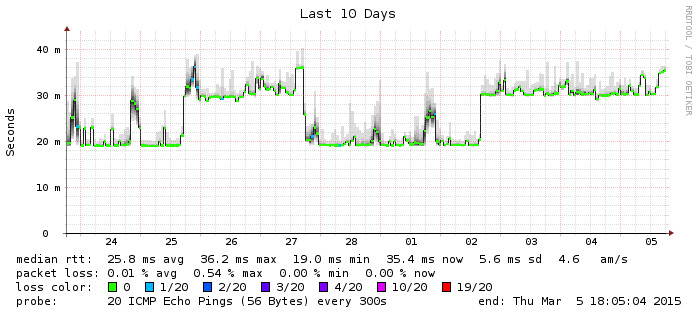 Last 10 Days
RRDTOOL / TOBI OETIKER
Seconds
40 m
30 m
20 m
10 m
0
24 25 26 27 28 01 02 03 04 05
median rtt: 25.8 ms avg 36.2 ms max 19.0 ms min 35.4 ms now 5.6 ms sd 4.6 am/s
packet loss: 0.01 % avg 0.54 % max 0.00 % min 0.00 % now
loss color: 0 1/20 2/20 3/20 4/20 10/20 19/20
probe: 20 ICMP Echo Pings (56 Bytes) every 300s end: Thu Mar 5 18:05:04 2015